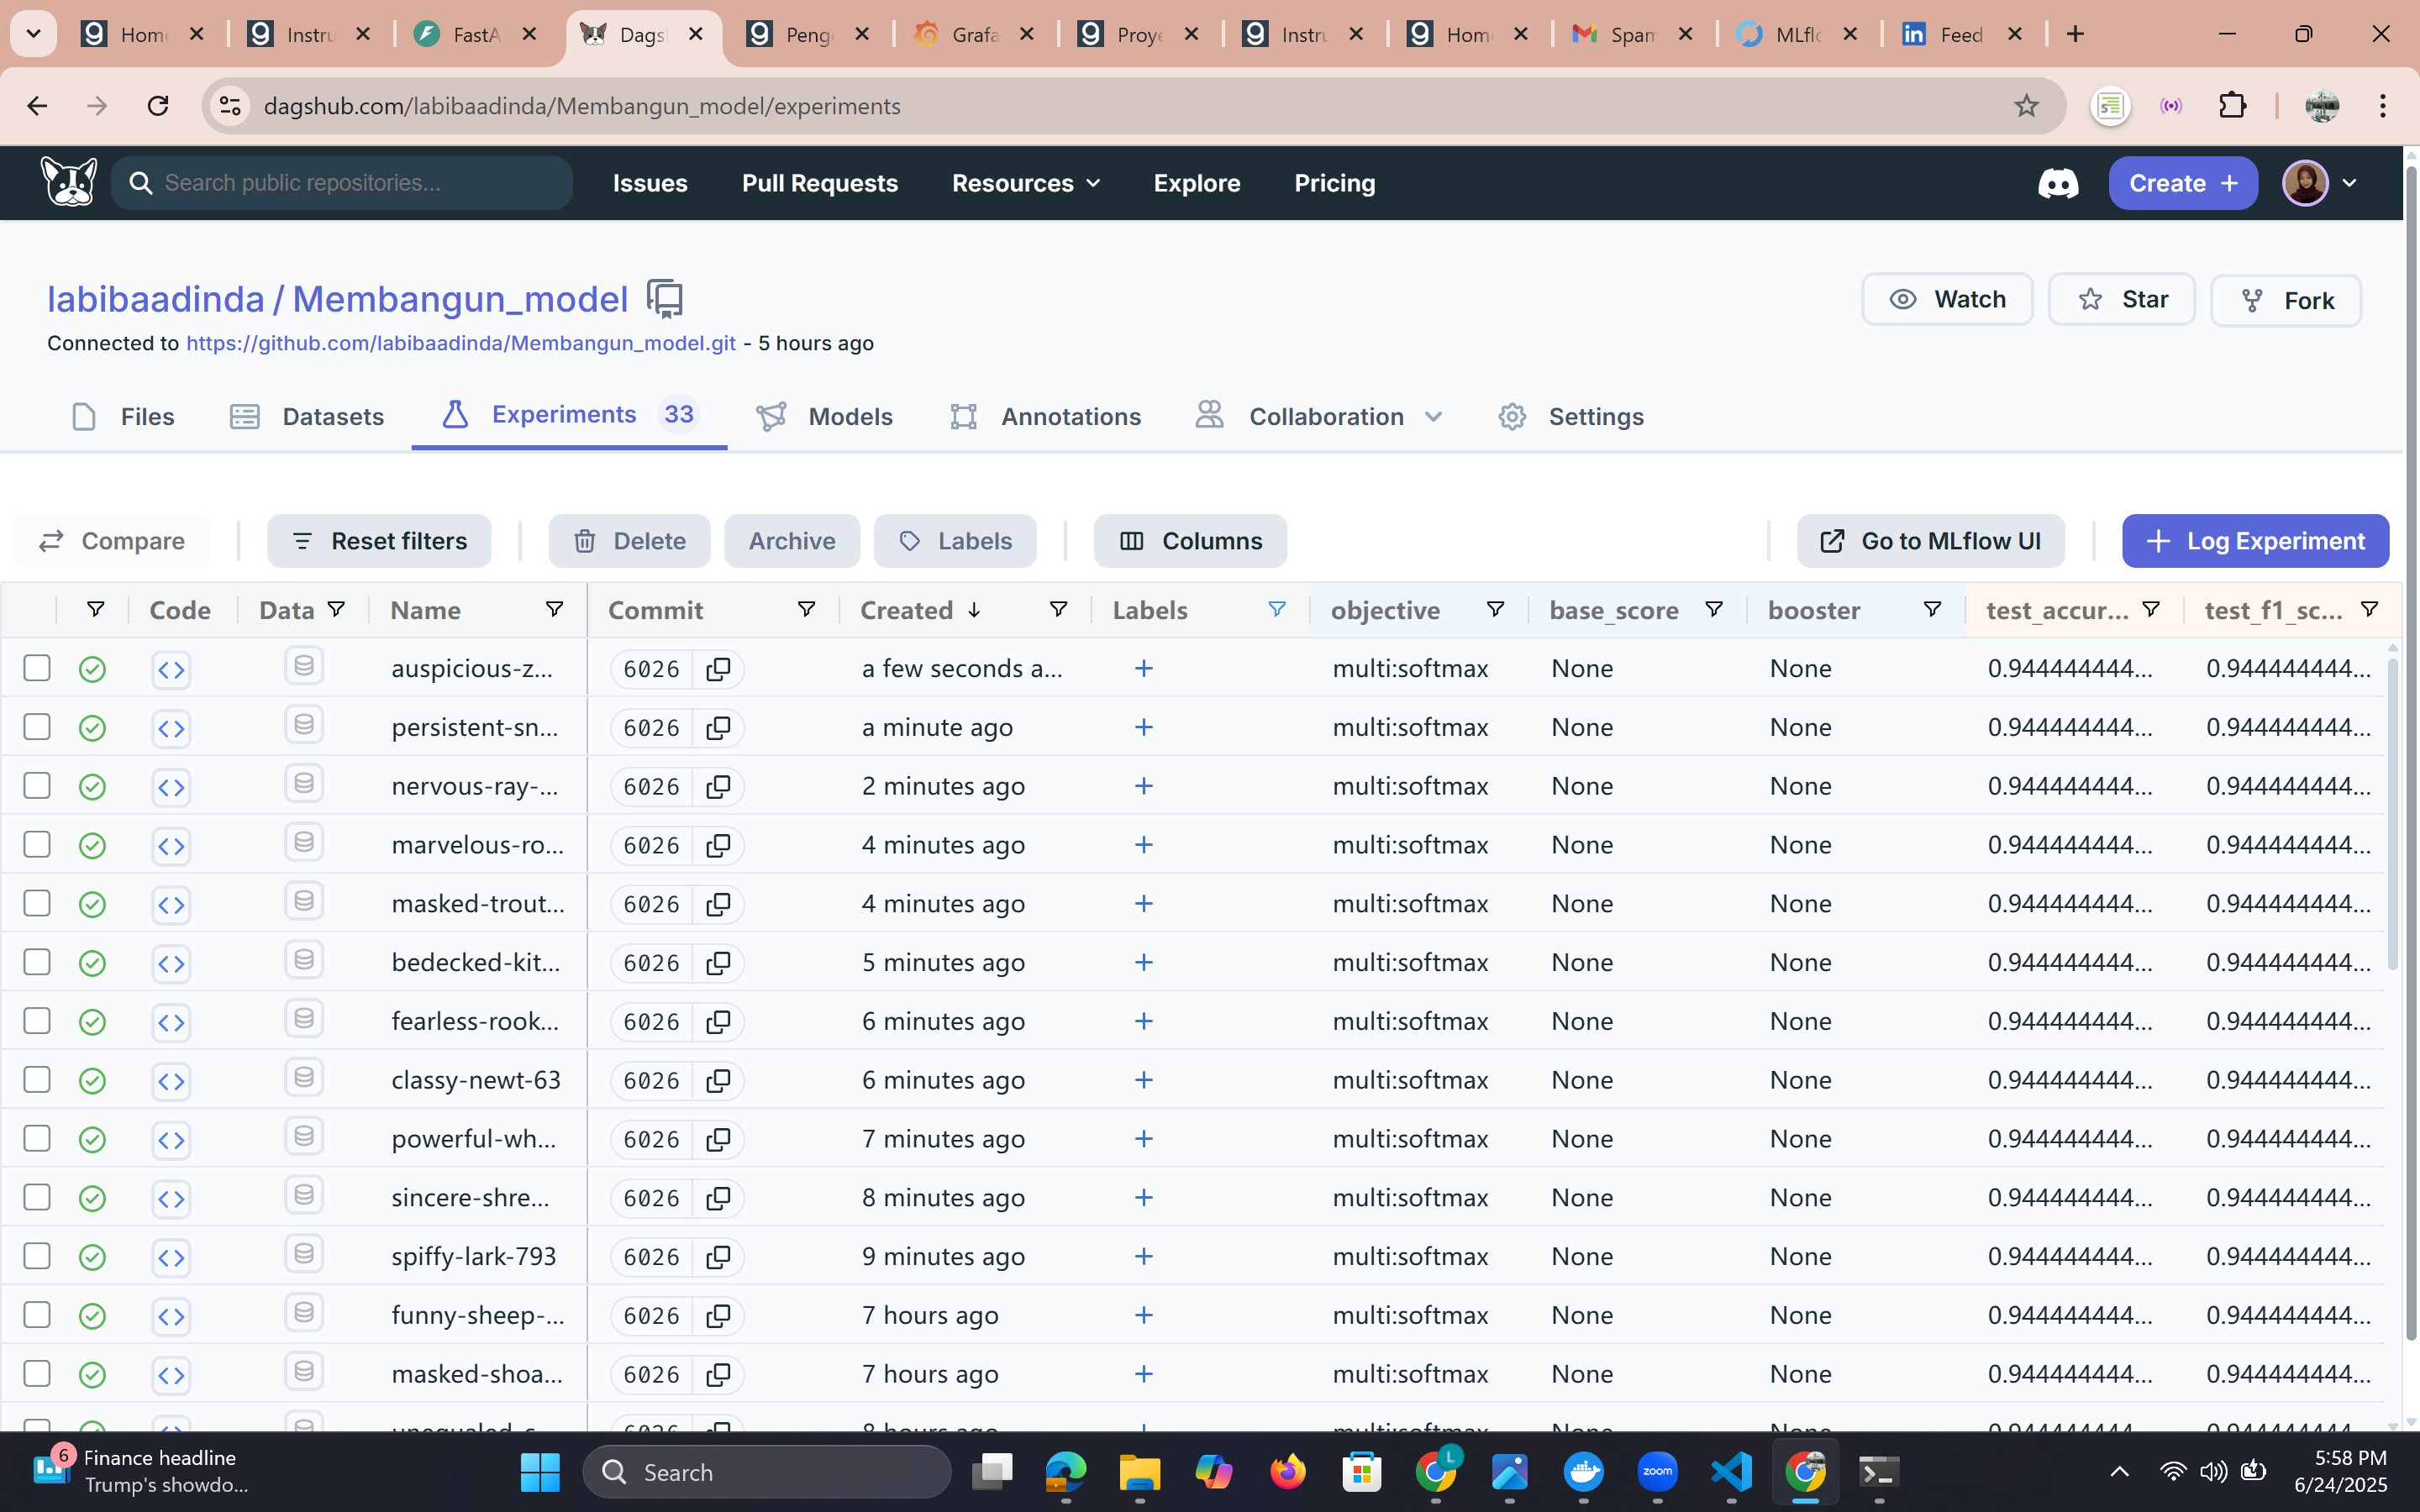 Home
Instru
FastA
Dags
Peng
Grafa
Proye
Instru
Hom
Spam
MLflo
Feed
dagshub.com/labibaadinda/Membangun_model/experiments
Search public repositories...
Issues
Pull Requests
Resources
Explore
Pricing
Create +
labibaadinda / Membangun_model
Watch
Star
Fork
Connected to https://github.com/labibaadinda/Membangun_model.git - 5 hours ago
Files
Datasets
Experiments 33
Models
Annotations
Collaboration
Settings
Compare
Reset filters
Delete
Archive
Labels
Columns
Go to MLflow UI
+ Log Experiment
Code Data Name Commit Created ↓ Labels objective base_score booster test_accur... test_f1_sc...
auspicious-z... 6026 a few seconds a... + multi:softmax None None 0.944444444... 0.944444444...
persistent-sn... 6026 a minute ago + multi:softmax None None 0.944444444... 0.944444444...
nervous-ray-... 6026 2 minutes ago + multi:softmax None None 0.944444444... 0.944444444...
marvelous-ro... 6026 4 minutes ago + multi:softmax None None 0.944444444... 0.944444444...
masked-trout... 6026 4 minutes ago + multi:softmax None None 0.944444444... 0.944444444...
bedecked-kit... 6026 5 minutes ago + multi:softmax None None 0.944444444... 0.944444444...
fearless-rook... 6026 6 minutes ago + multi:softmax None None 0.944444444... 0.944444444...
classy-newt-63 6026 6 minutes ago + multi:softmax None None 0.944444444... 0.944444444...
powerful-wh... 6026 7 minutes ago + multi:softmax None None 0.944444444... 0.944444444...
sincere-shre... 6026 8 minutes ago + multi:softmax None None 0.944444444... 0.944444444...
spiffy-lark-793 6026 9 minutes ago + multi:softmax None None 0.944444444... 0.944444444...
funny-sheep-... 6026 7 hours ago + multi:softmax None None 0.944444444... 0.944444444...
masked-shoa... 6026 7 hours ago + multi:softmax None None 0.944444444... 0.944444444...
6
Finance headline
Trump's showdo...
Search
L
zoom
5:58 PM
6/24/2025